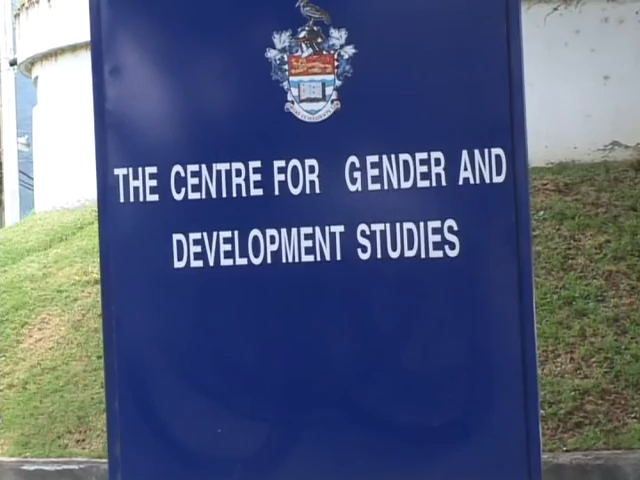 THE CENTRE FOR GENDER AND
DEVELOPMENT STUDIES